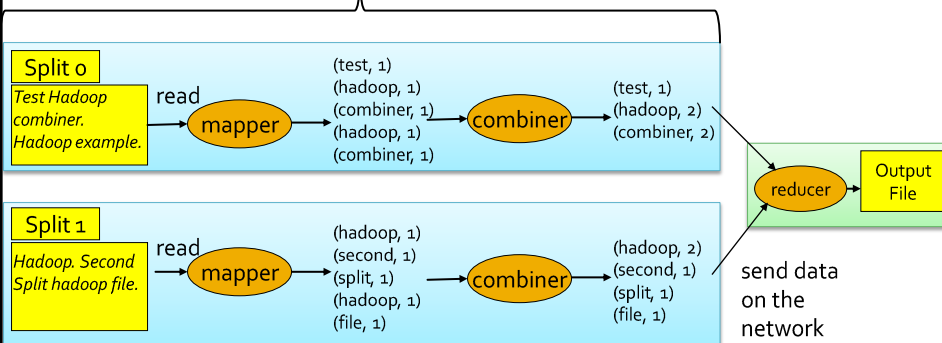 Split 0
Test Hadoop
combiner.
Hadoop example.
read
mapper
(test, 1)
(hadoop, 1)
(combiner, 1)
(hadoop, 1)
(combiner, 1)
combiner
(test, 1)
(hadoop, 2)
(combiner, 2)
Split 1
Hadoop. Second
Split hadoop file.
read
mapper
(hadoop, 1)
(second, 1)
(split, 1)
(hadoop, 1)
(file, 1)
combiner
(hadoop, 2)
(second, 1)
(split, 1)
(file, 1)
reducer
Output
File
send data
on the
network